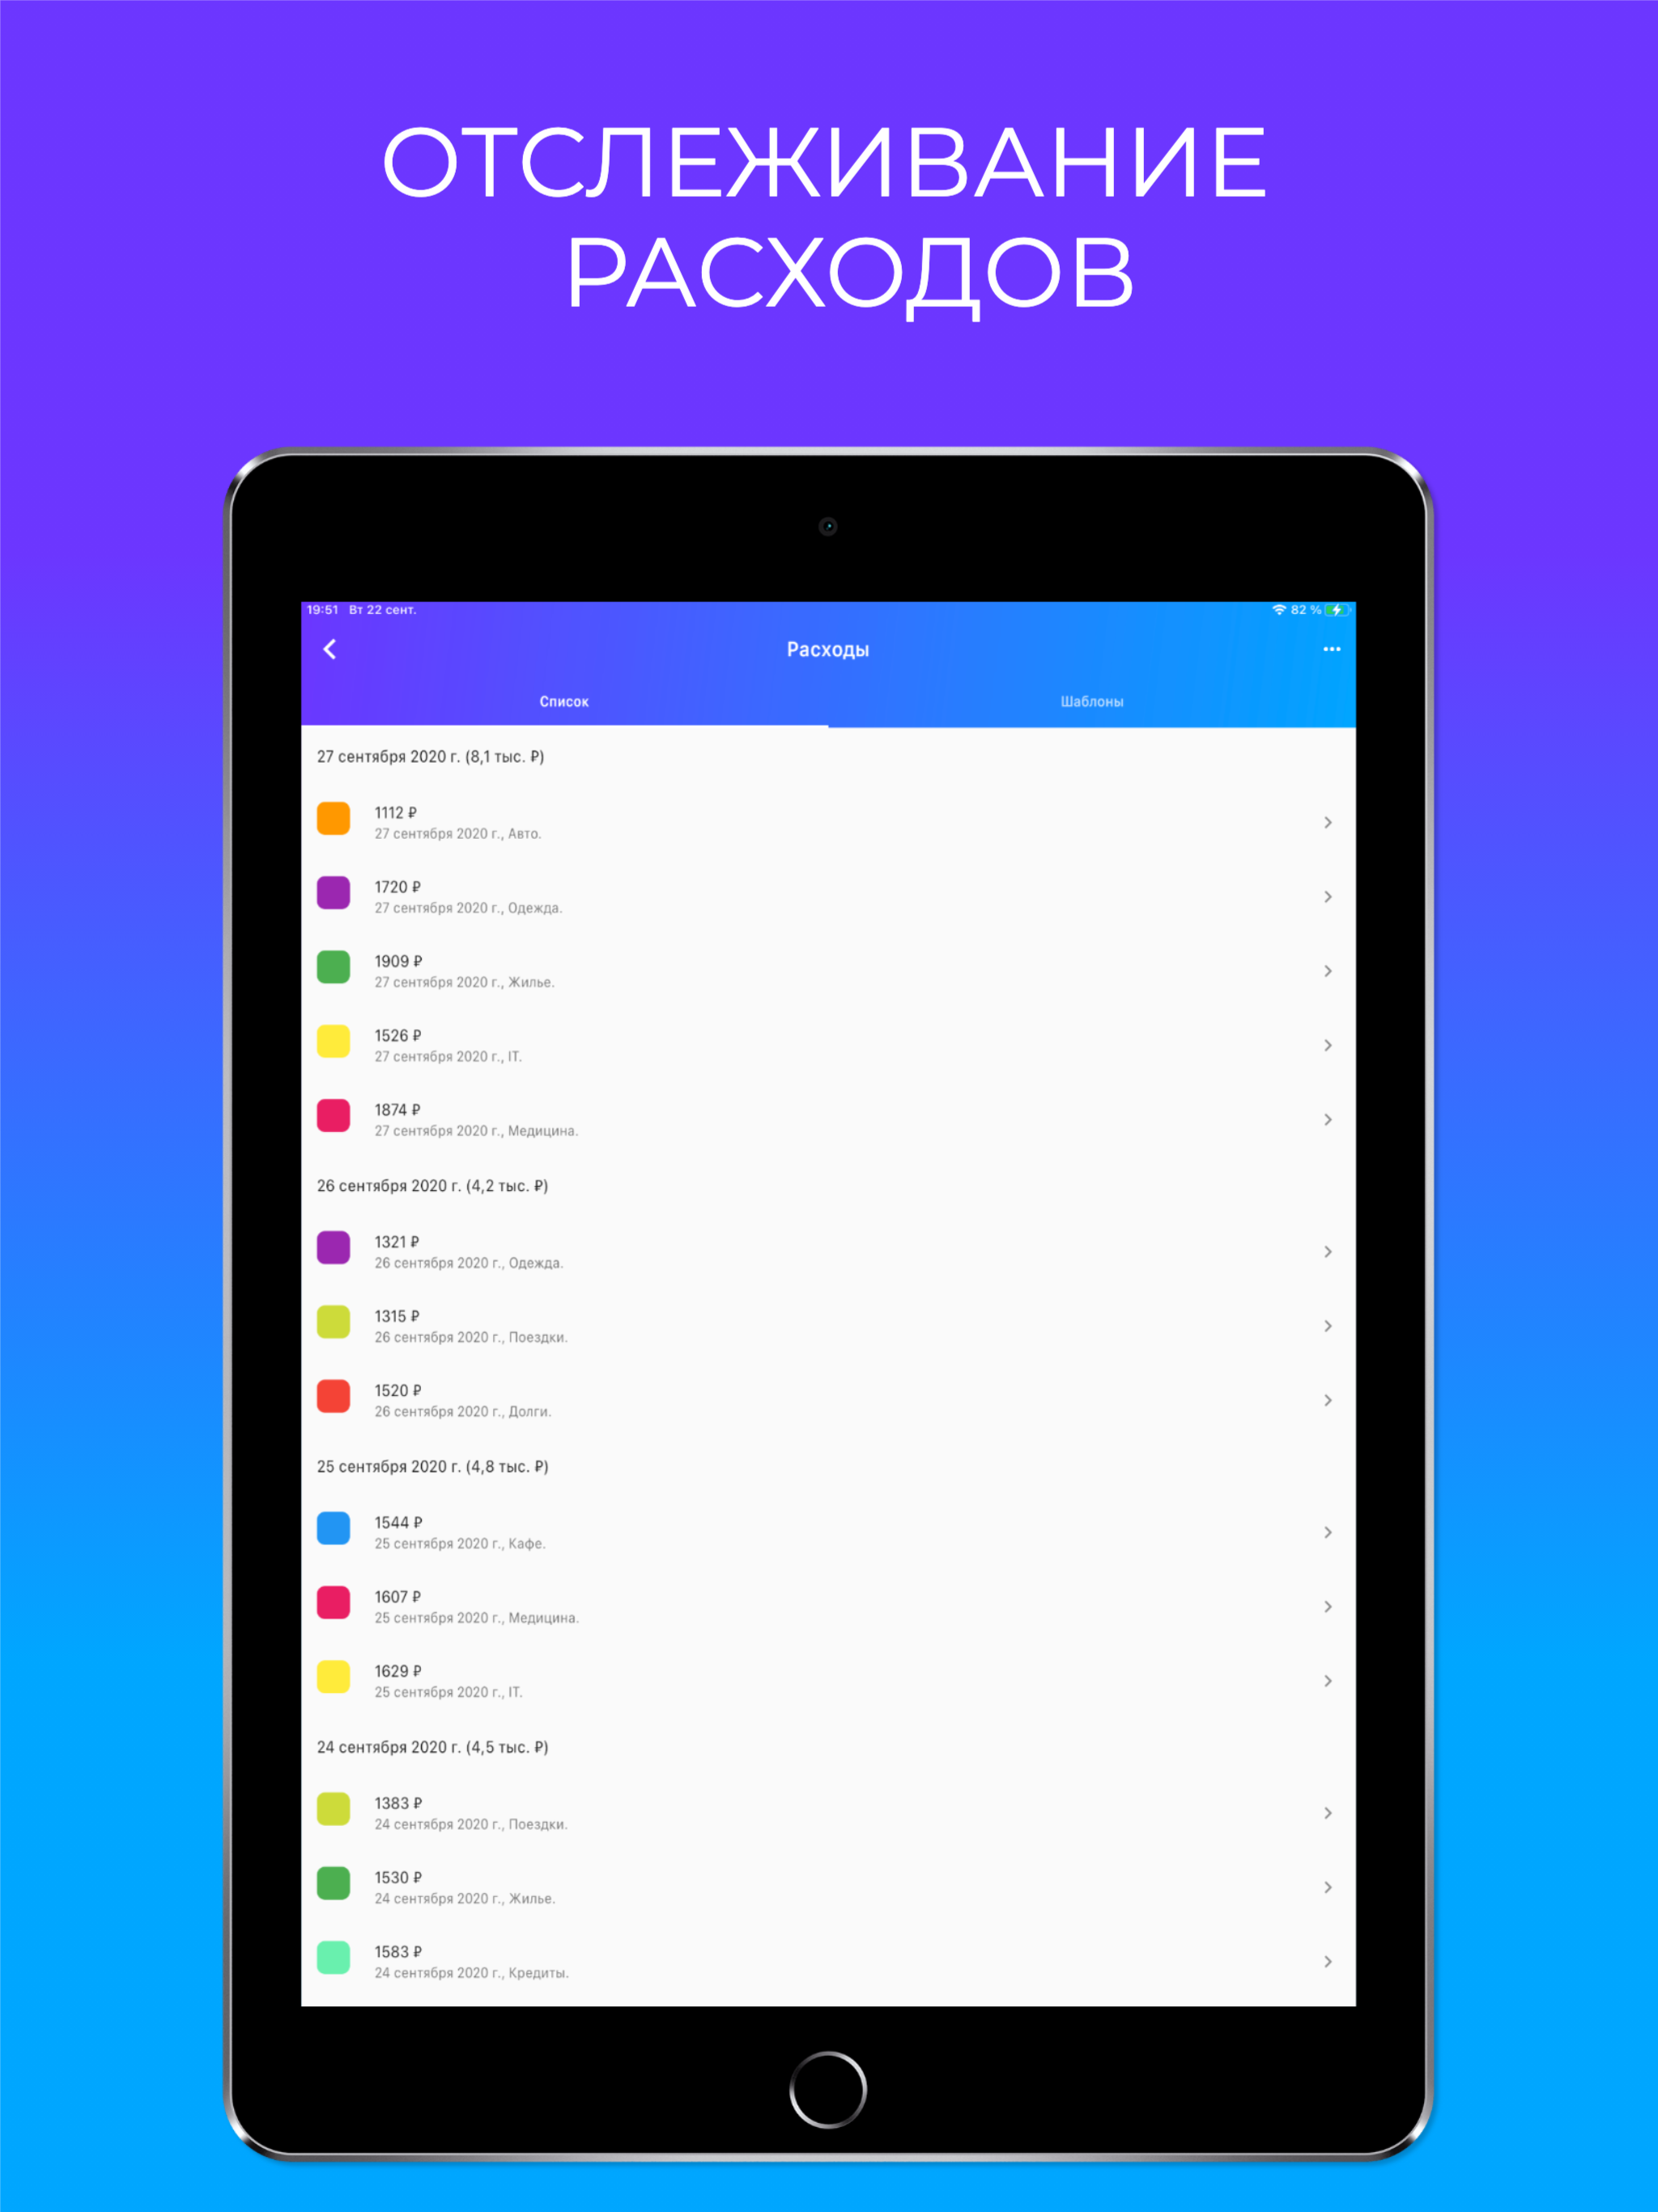 ОТСЛЕЖИВАНИЕ
РАСХОДОВ
19:51 Вт 22 сент. 82 %
Расходы
Список Шаблоны
27 сентября 2020 г. (8,1 тыс. ₽)
1112 ₽
27 сентября 2020 г., Авто.
1720 ₽
27 сентября 2020 г., Одежда.
1909 ₽
27 сентября 2020 г., Жилье.
1526 ₽
27 сентября 2020 г., IT.
1874 ₽
27 сентября 2020 г., Медицина.
26 сентября 2020 г. (4,2 тыс. ₽)
1321 ₽
26 сентября 2020 г., Одежда.
1315 ₽
26 сентября 2020 г., Поездки.
1520 ₽
26 сентября 2020 г., Долги.
25 сентября 2020 г. (4,8 тыс. ₽)
1544 ₽
25 сентября 2020 г., Кафе.
1607 ₽
25 сентября 2020 г., Медицина.
1629 ₽
25 сентября 2020 г., IT.
24 сентября 2020 г. (4,5 тыс. ₽)
1383 ₽
24 сентября 2020 г., Поездки.
1530 ₽
24 сентября 2020 г., Жилье.
1583 ₽
24 сентября 2020 г., Кредиты.